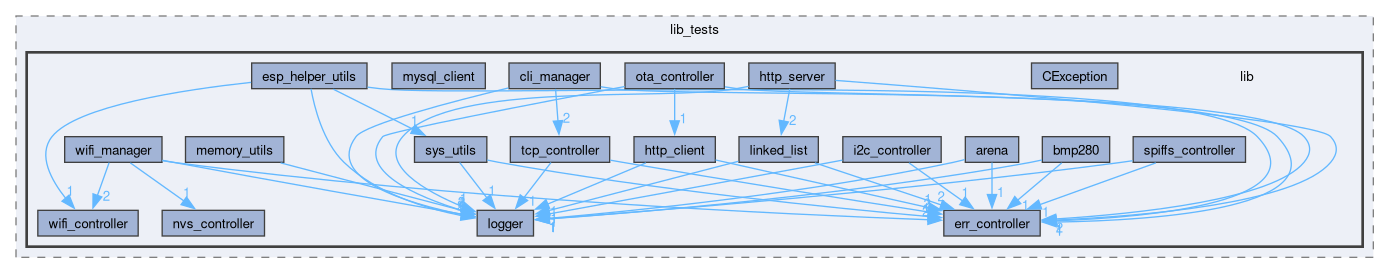 lib_tests
esp_helper_utils mysql_client cli_manager ota_controller http_server CException lib
1 2 1 2
wifi_manager memory_utils sys_utils tcp_controller http_client linked_list i2c_controller arena bmp280 spiffs_controller
1 2 1 1 1 1 2 1 1 1 1
wifi_controller nvs_controller logger err_controller